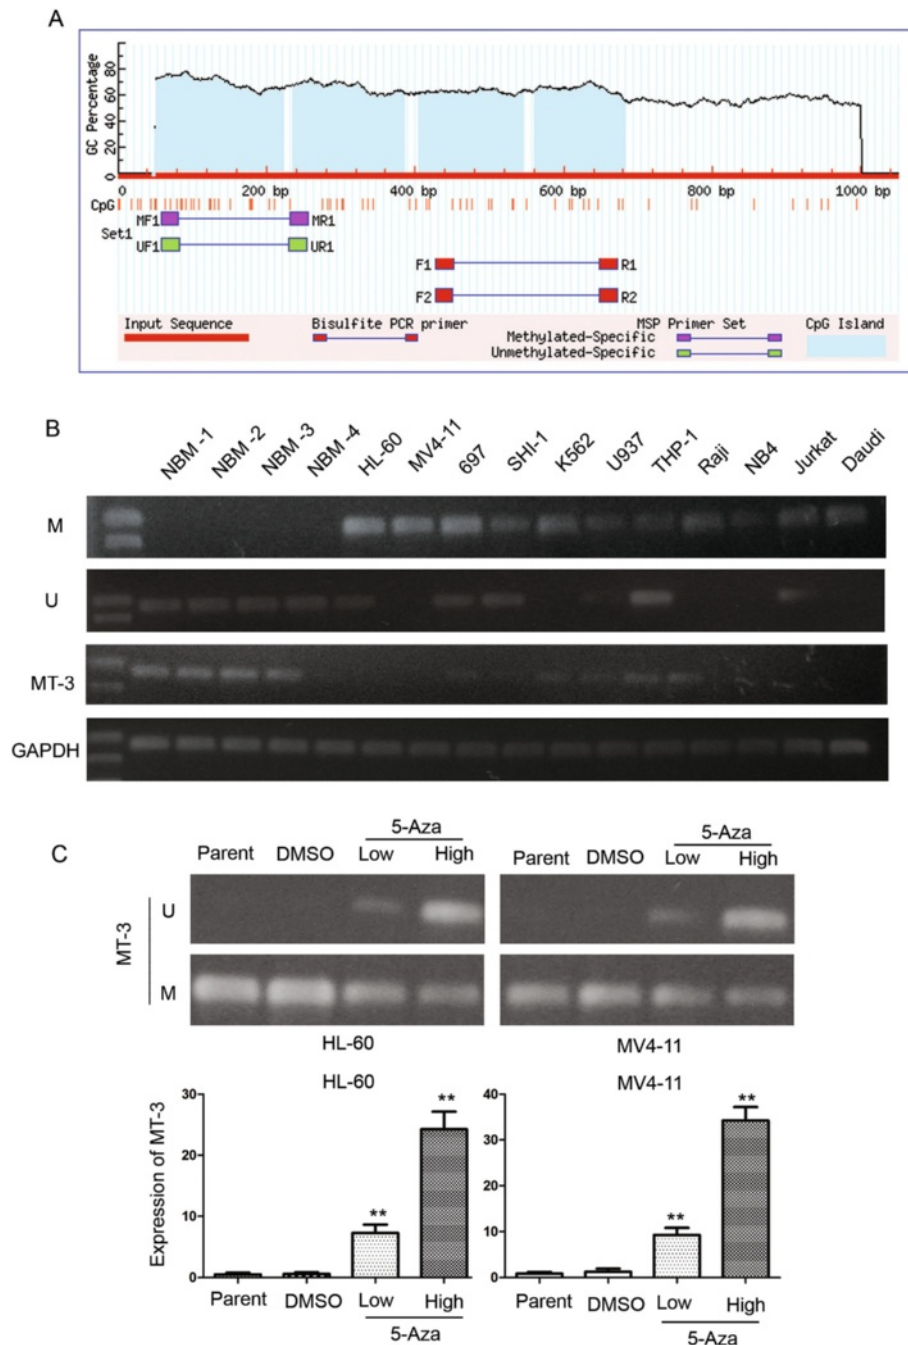 A
GC Percentage
80
60
40
20
0
0 200 bp 400 bp 600 bp 800 bp 1000 bp
CpG
MF1 MR1
Set1
UF1 UR1
F1 R1
F2 R2
Input Sequence Bisulfite PCR primer MSP Primer Set CpG Island
Methylated-Specific
Unmethylated-Specific
B
NBM -1 NBM -2 NBM -3 NBM -4 HL-60 MV4-11 697 SHI-1 K562 U937 THP-1 Raji NB4 Jurkat Daudi
M
U
MT-3
GAPDH
C
5-Aza 5-Aza
Parent DMSO Low High Parent DMSO Low High
MT-3
U
M
HL-60 MV4-11
HL-60 MV4-11
Expression of MT-3
30
20
10
0
** **
40
30
20
10
0
** **
Parent DMSO Low High Parent DMSO Low High
5-Aza 5-Aza